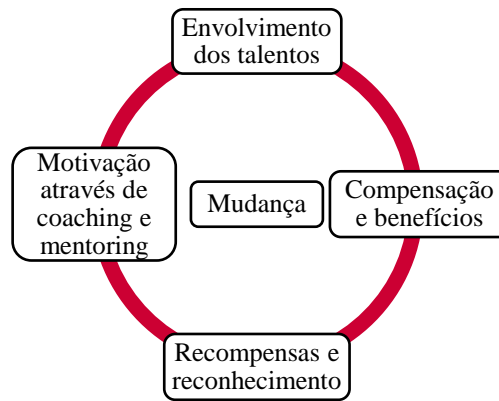 Envolvimento
dos talentos
Motivação
através de
coaching e
mentoring
Mudança
Compensação
e benefícios
Recompensas e
reconhecimento